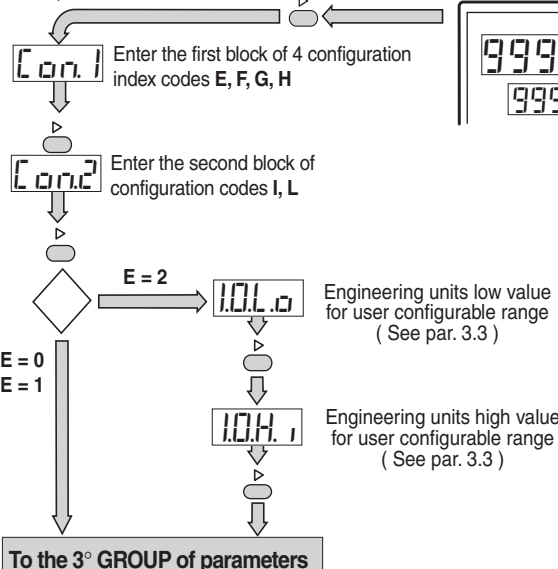 999
999
Con.1
Enter the first block of 4 configuration
index codes E, F, G, H
Con.2
Enter the second block of
configuration codes I, L
E = 2
I.O.L.o
Engineering units low value
for user configurable range
( See par. 3.3 )
E = 0
E = 1
I.O.H. i
Engineering units high value
for user configurable range
( See par. 3.3 )
To the 3° GROUP of parameters